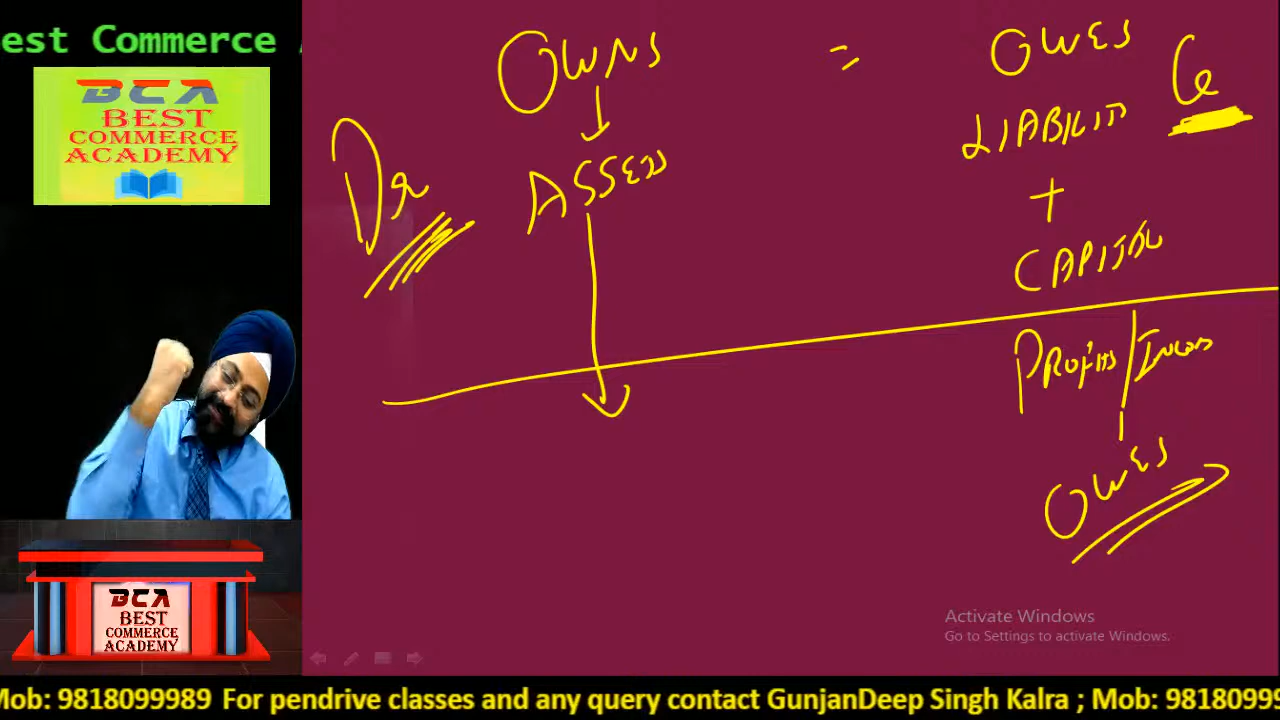 est Commerce
BCA
BEST
COMMERCE
ACADEMY
OWNS = OWES
Dr
ASSETS
LIABILITI
Cr
+
CAPITAL
PROfits/Incomes
OWES
BCA
BEST
COMMERCE
ACADEMY
Activate Windows
Go to Settings to activate Windows.
Mob: 9818099989 For pendrive classes and any query contact GunjanDeep Singh Kalra ; Mob: 98180999